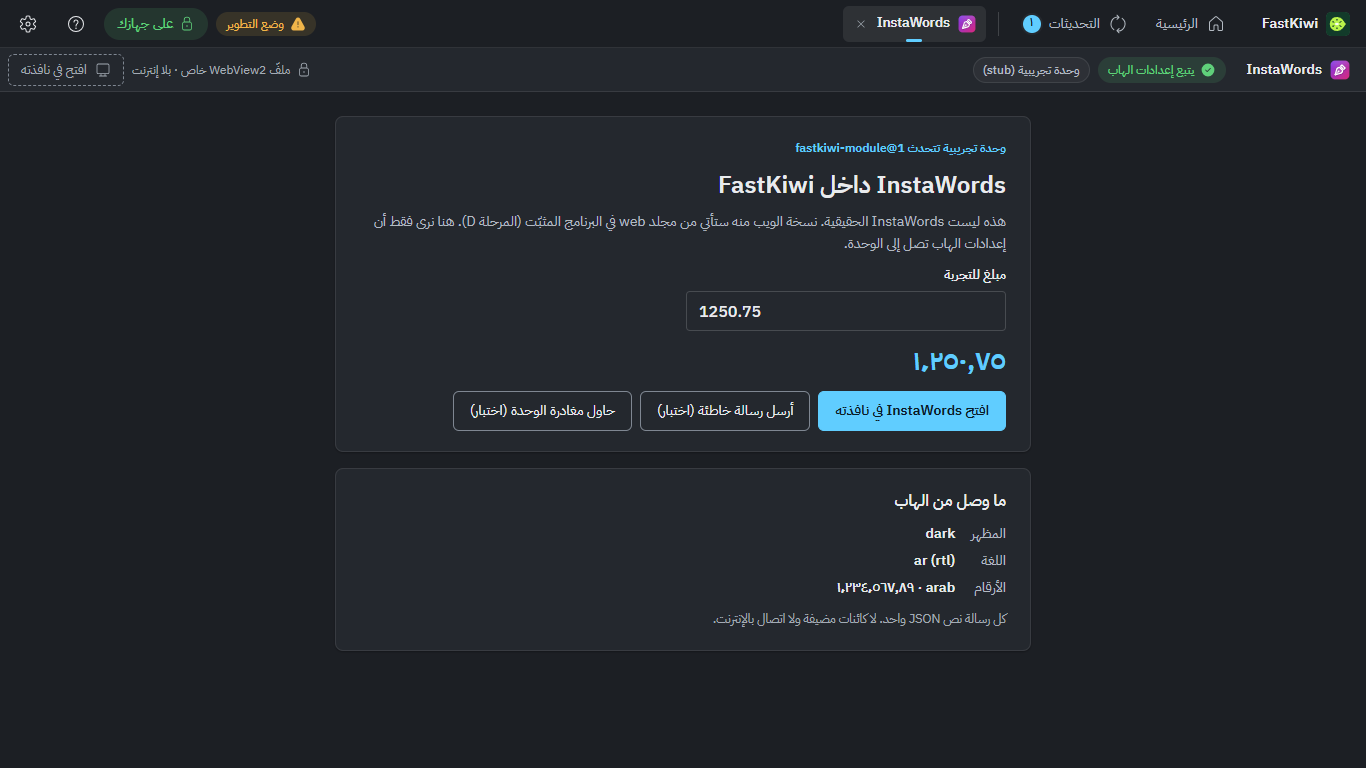 FastKiwi
الرئيسية
التحديثات ١
InstaWords
وضع التطوير
على جهازك
InstaWords
يتبع إعدادات الهاب
وحدة تجريبية (stub)
ملفّ WebView2 خاص · بلا إنترنت
افتح في نافذته
وحدة تجريبية تتحدث fastkiwi-module@1
InstaWords داخل FastKiwi
هذه ليست InstaWords الحقيقية. نسخة الويب منه ستأتي من مجلد web في البرنامج المثبّت (المرحلة D). هنا نرى فقط أن
إعدادات الهاب تصل إلى الوحدة.
مبلغ للتجربة
1250.75
١٬٢٥٠٫٧٥
افتح InstaWords في نافذته
أرسل رسالة خاطئة (اختبار)
حاول مغادرة الوحدة (اختبار)
ما وصل من الهاب
المظهر dark
اللغة ar (rtl)
الأرقام arab · ١٬٢٣٤٬٥٦٧٫٨٩
كل رسالة نص JSON واحد. لا كائنات مضيفة ولا اتصال بالإنترنت.